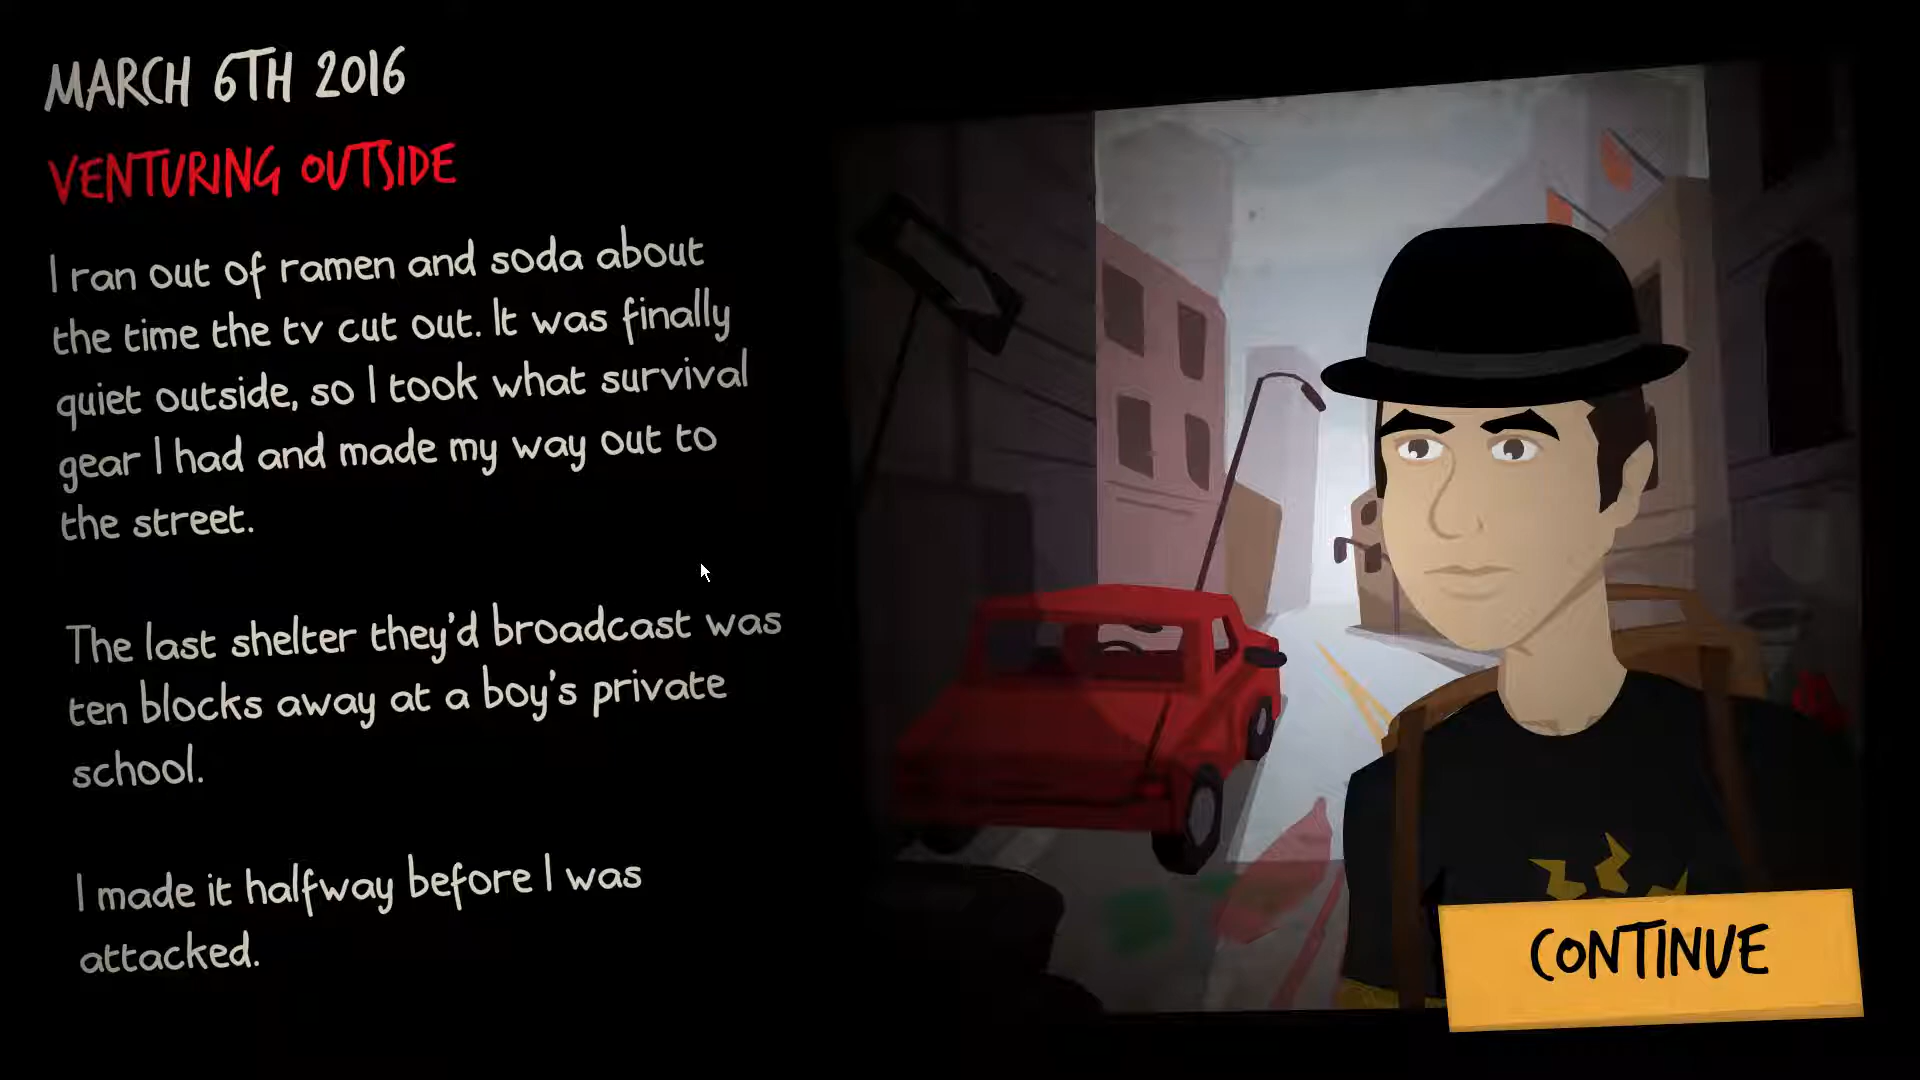 MARCH 6TH 2016
VENTURING OUTSIDE
I ran out of ramen and soda about
the time the tv cut out. It was finally
quiet outside, so I took what survival
gear I had and made my way out to
the street.
The last shelter they'd broadcast was
ten blocks away at a boy's private
school.
I made it halfway before I was
attacked.
CONTINUE